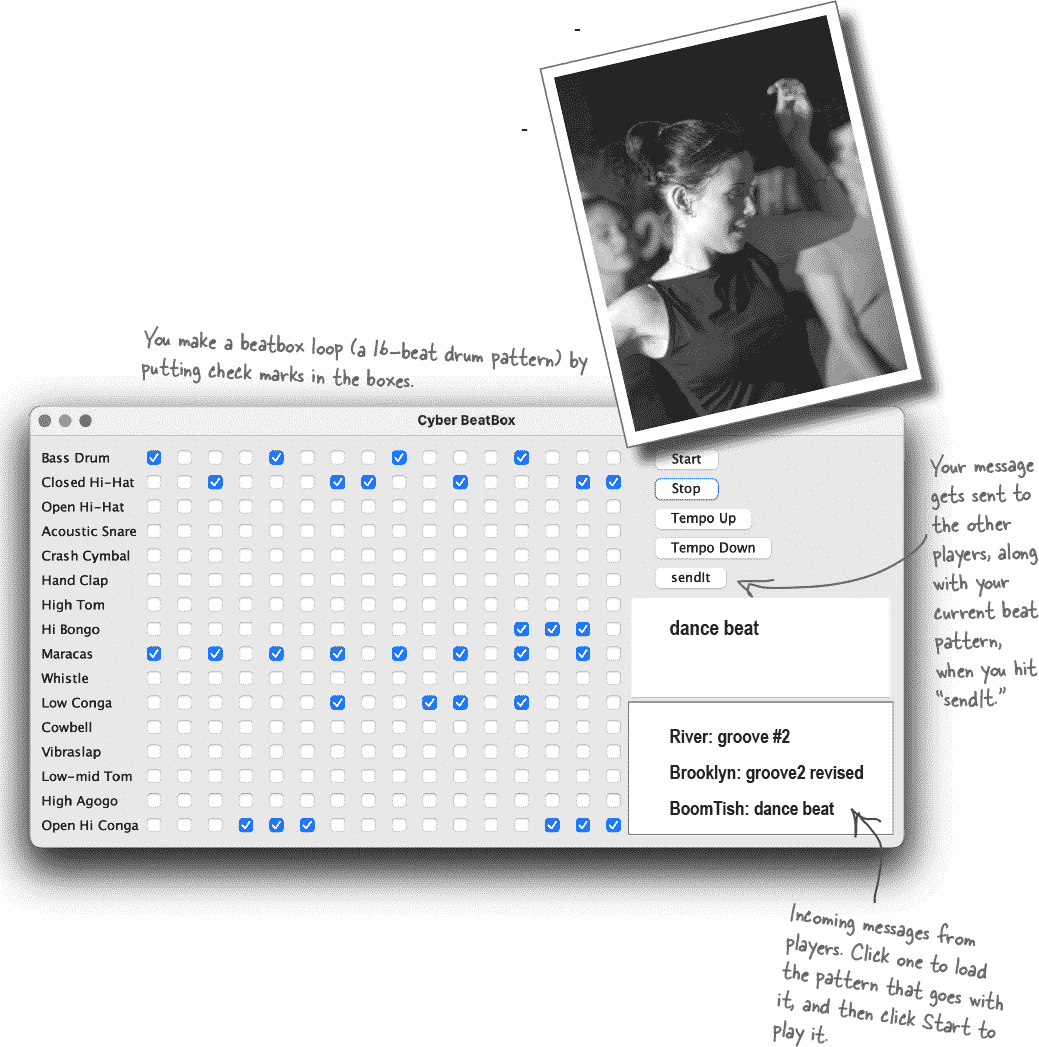 You make a beatbox loop (a 16-beat drum pattern) by
putting check marks in the boxes.
Cyber BeatBox
Bass Drum
Closed Hi-Hat
Open Hi-Hat
Acoustic Snare
Crash Cymbal
Hand Clap
High Tom
Hi Bongo
Maracas
Whistle
Low Conga
Cowbell
Vibraslap
Low-mid Tom
High Agogo
Open Hi Conga
Start
Stop
Tempo Up
Tempo Down
sendIt
dance beat
River: groove #2
Brooklyn: groove2 revised
BoomTish: dance beat
Your message
gets sent to
the other
players, along
with your
current beat
pattern,
when you hit
“sendIt.”
Incoming messages from
players. Click one to load
the pattern that goes with
it, and then click Start to
play it.